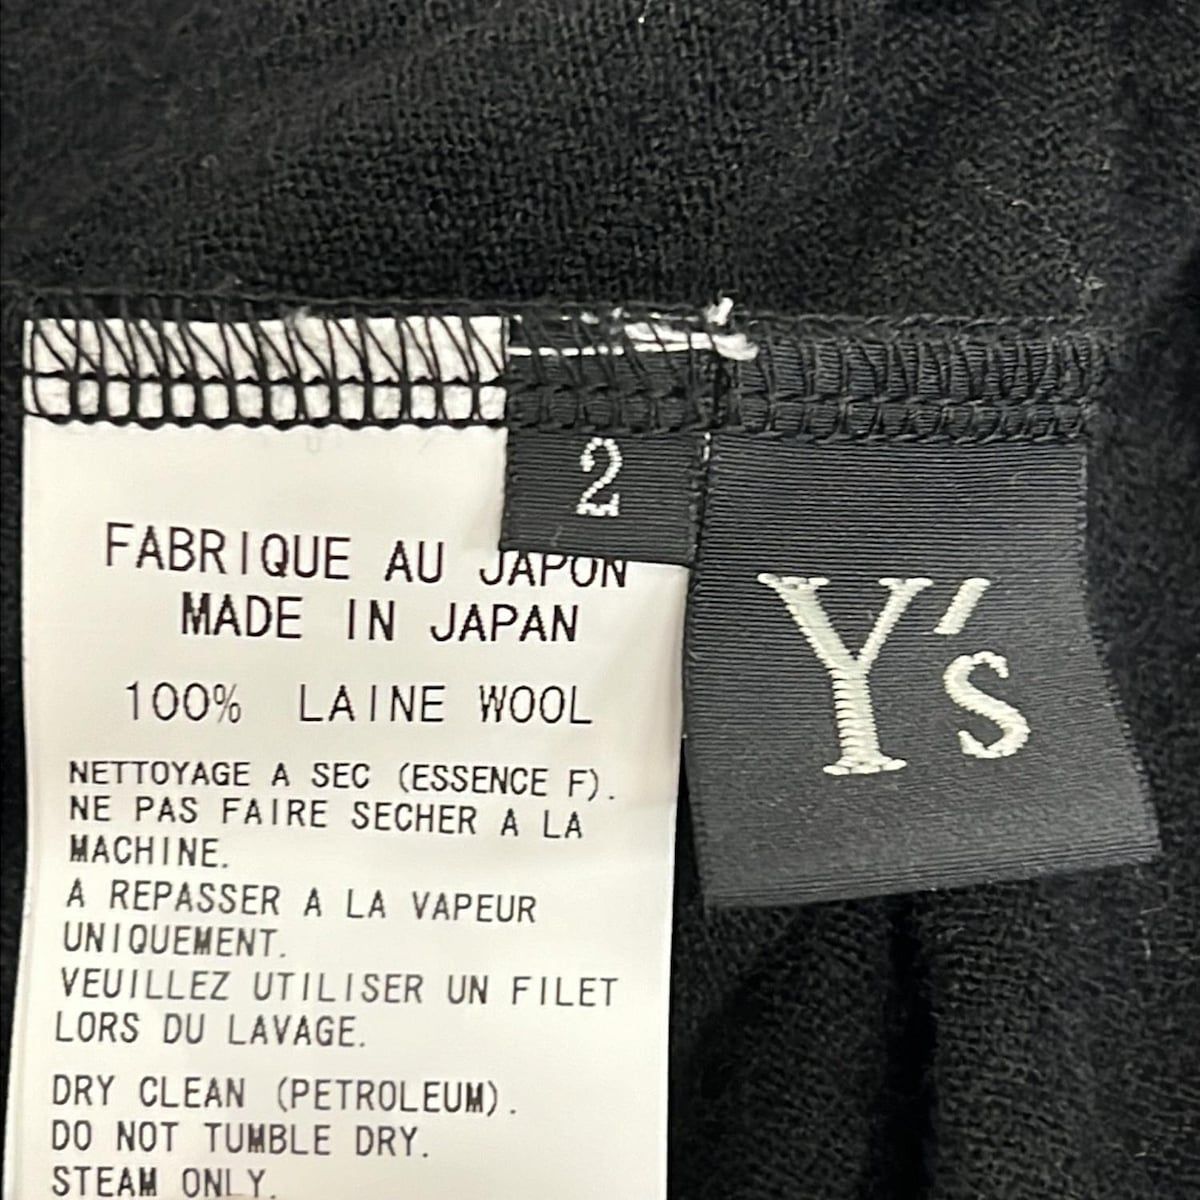 2
Y's
FABRIQUE AU JAPON
MADE IN JAPAN
100% LAINE WOOL
NETTOYAGE A SEC (ESSENCE F).
NE PAS FAIRE SECHER A LA
MACHINE.
A REPASSER A LA VAPEUR
UNIQUEMENT.
VEUILLEZ UTILISER UN FILET
LORS DU LAVAGE.
DRY CLEAN (PETROLEUM).
DO NOT TUMBLE DRY.
STEAM ONLY.